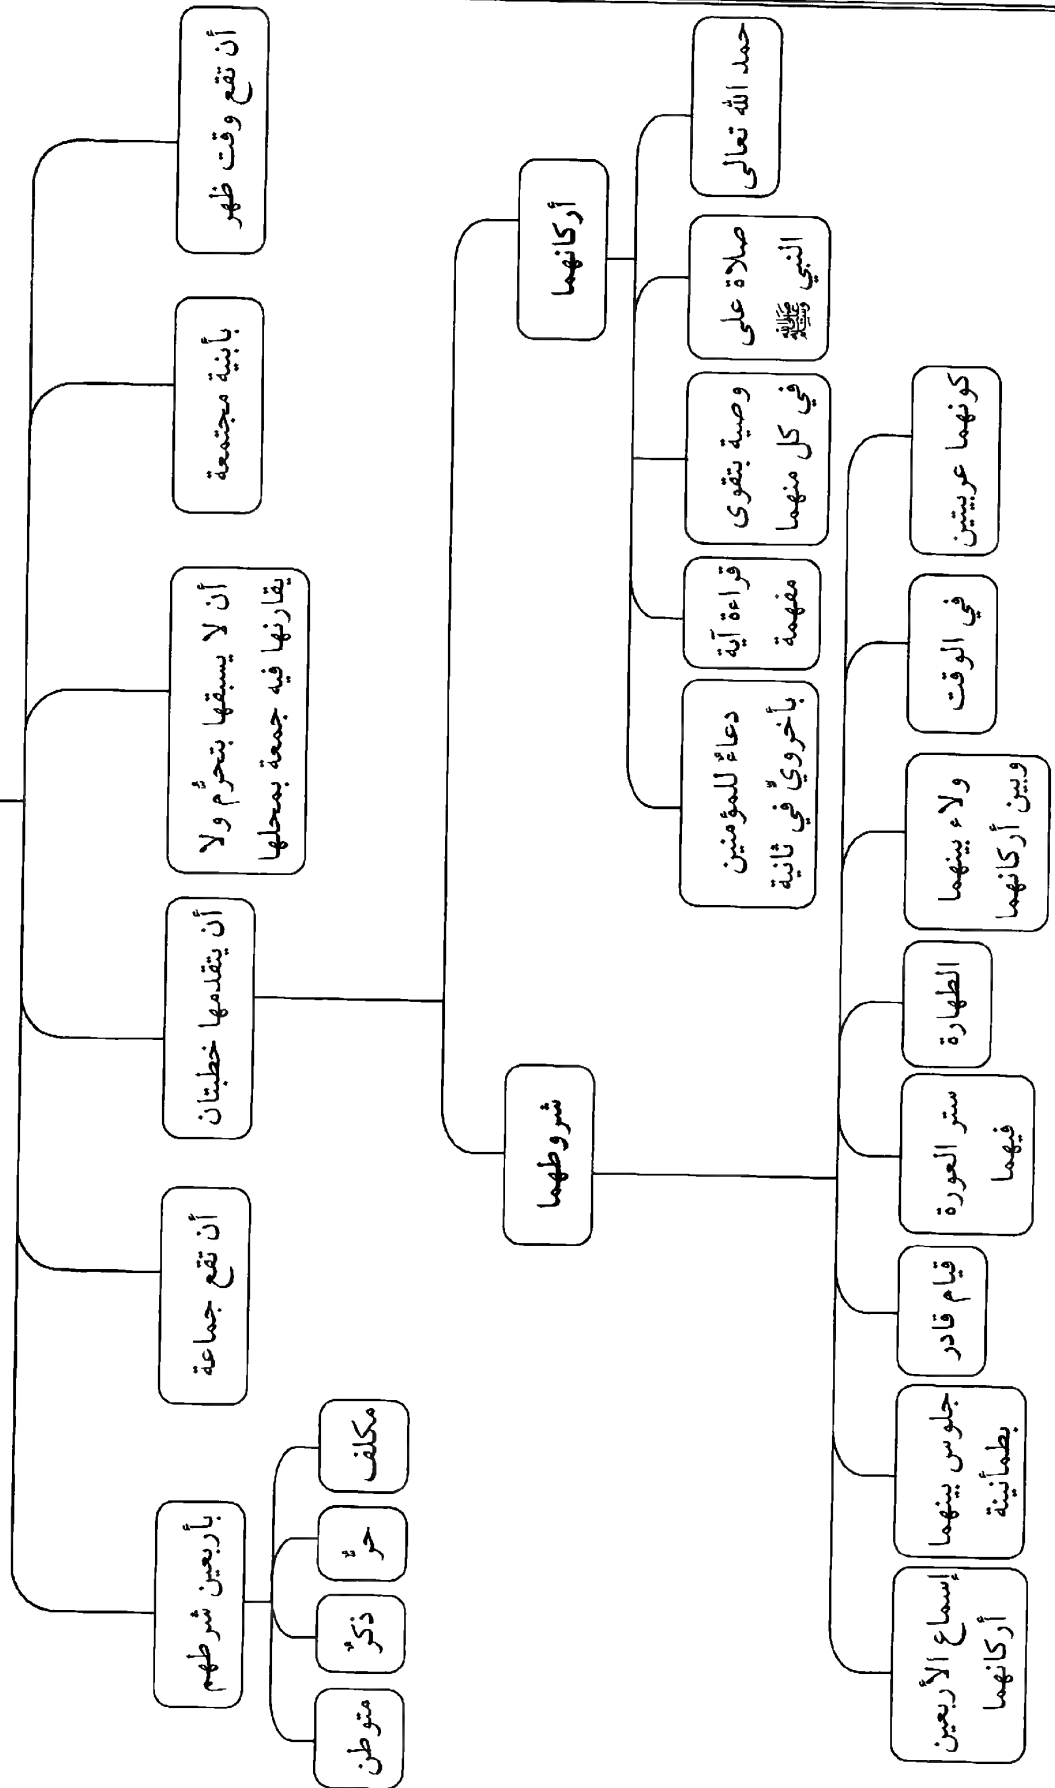 أن تقع وقت ظهر
بأبنية مجتمعة
أن لا يسبقها بتحرُّم ولا
يقارنها فيه جمعة بمحلها
أن يتقدمها خطبتان
أن تقع جماعة
بأربعين شرطهم
مكلف
حرٌّ
ذكرٌ
متوطن
أركانهما
شروطهما
حمد الله تعالى
صلاة على
النبي ﷺ
وصية بتقوى
في كل منهما
قراءة آية
مفهمة
دعاءٌ للمؤمنين
بأخرويٍّ في ثانية
كونهما عربيتين
في الوقت
ولاء بينهما
وبين أركانهما
الطهارة
ستر العورة
فيهما
قيام قادر
جلوس بينهما
بطمأنينة
إسماع الأربعين
أركانهما